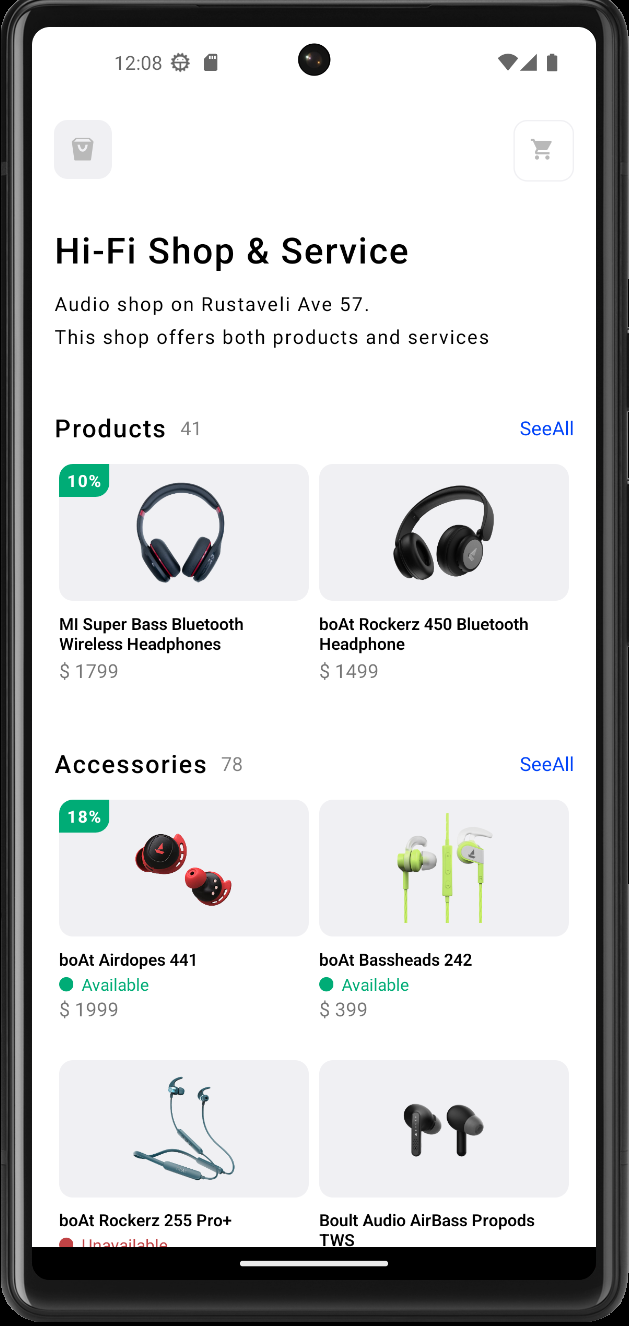 12:08
Hi-Fi Shop & Service
Audio shop on Rustaveli Ave 57.
This shop offers both products and services
Products 41 SeeAll
10%
MI Super Bass Bluetooth
Wireless Headphones
$ 1799
boAt Rockerz 450 Bluetooth
Headphone
$ 1499
Accessories 78 SeeAll
18%
boAt Airdopes 441
Available
$ 1999
boAt Bassheads 242
Available
$ 399
boAt Rockerz 255 Pro+
Unavailable
Boult Audio AirBass Propods
TWS